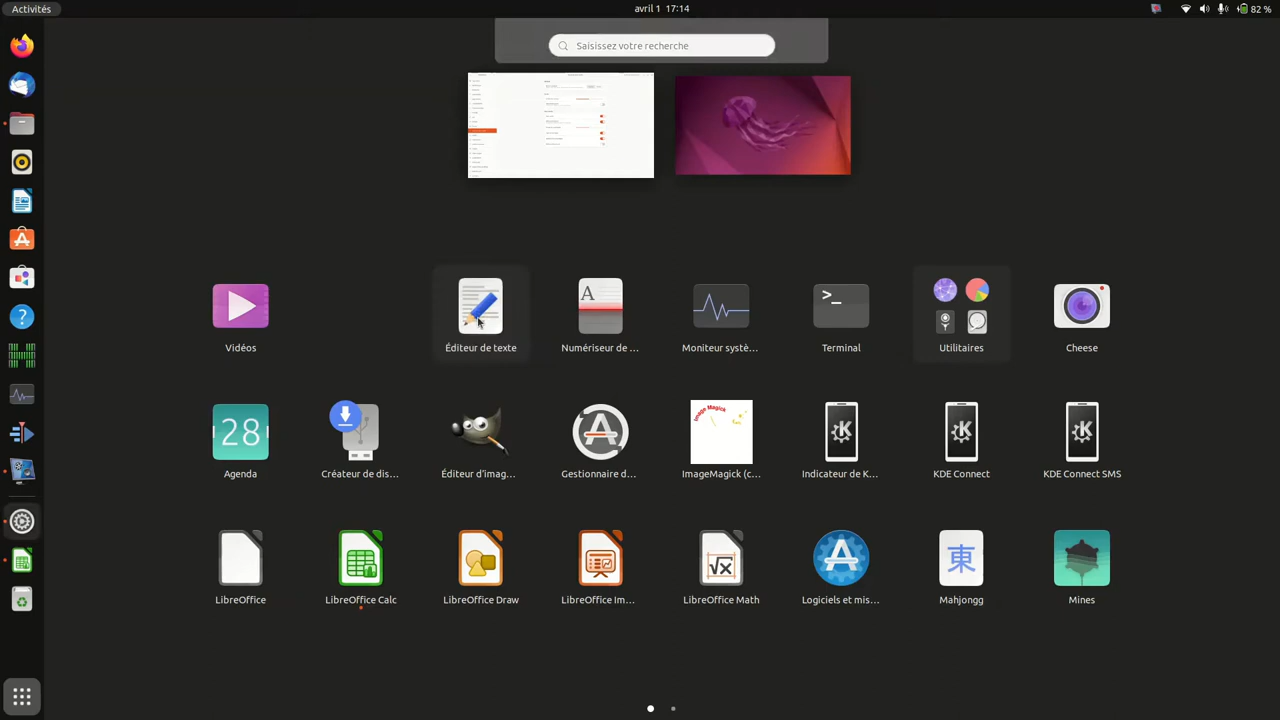 Activités
avril 1 17:14
82 %
Saisissez votre recherche
Vidéos
Éditeur de texte
Numériseur de ...
Moniteur systè...
Terminal
Utilitaires
Cheese
Agenda
Créateur de dis...
Éditeur d'imag...
Gestionnaire d...
ImageMagick (c...
Indicateur de K...
KDE Connect
KDE Connect SMS
LibreOffice
LibreOffice Calc
LibreOffice Draw
LibreOffice Im...
LibreOffice Math
Logiciels et mis...
Mahjongg
Mines
A
>_
28
Image Magick
√x
東
?